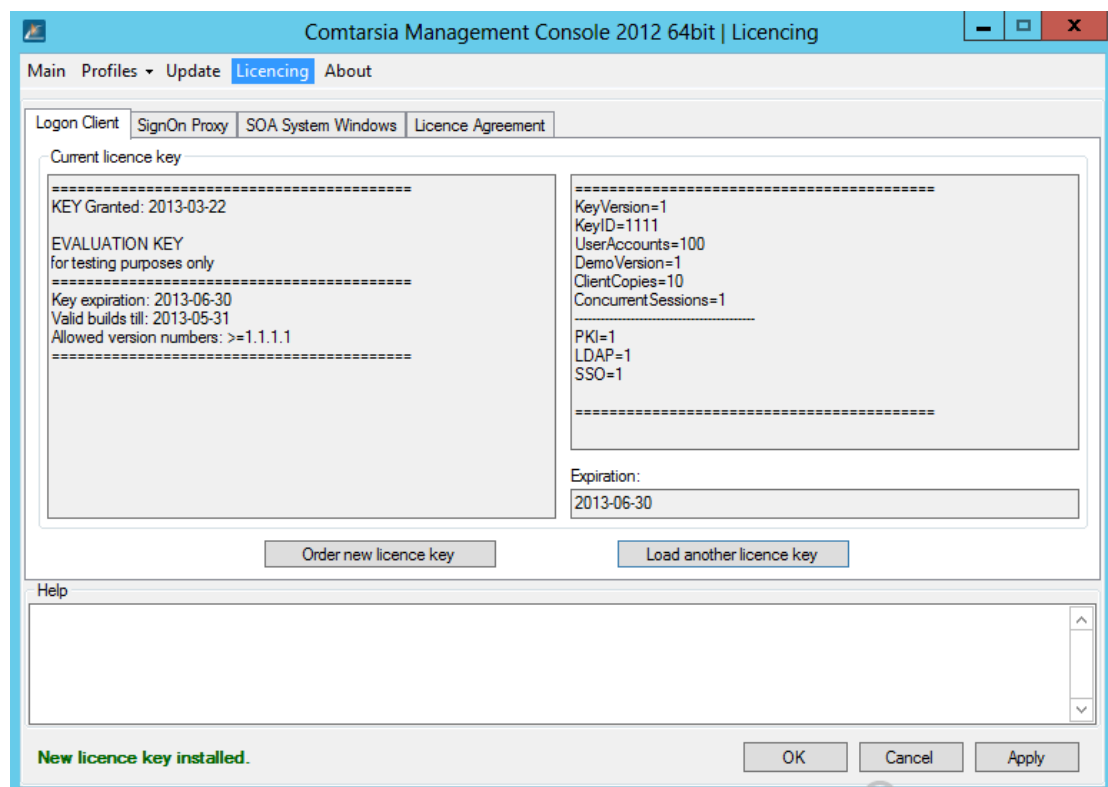 Comtarsia Management Console 2012 64bit | Licencing
Main Profiles Update Licencing About
Logon Client SignOn Proxy SOA System Windows Licence Agreement
Current licence key
==========================================
KEY Granted: 2013-03-22
EVALUATION KEY
for testing purposes only
==========================================
Key expiration: 2013-06-30
Valid builds till: 2013-05-31
Allowed version numbers: >=1.1.1.1
==========================================
==========================================
KeyVersion=1
KeyID=1111
UserAccounts=100
DemoVersion=1
ClientCopies=10
ConcurrentSessions=1
------------------------------------------
PKI=1
LDAP=1
SSO=1
==========================================
Expiration:
2013-06-30
Order new licence key Load another licence key
Help
New licence key installed.
OK Cancel Apply